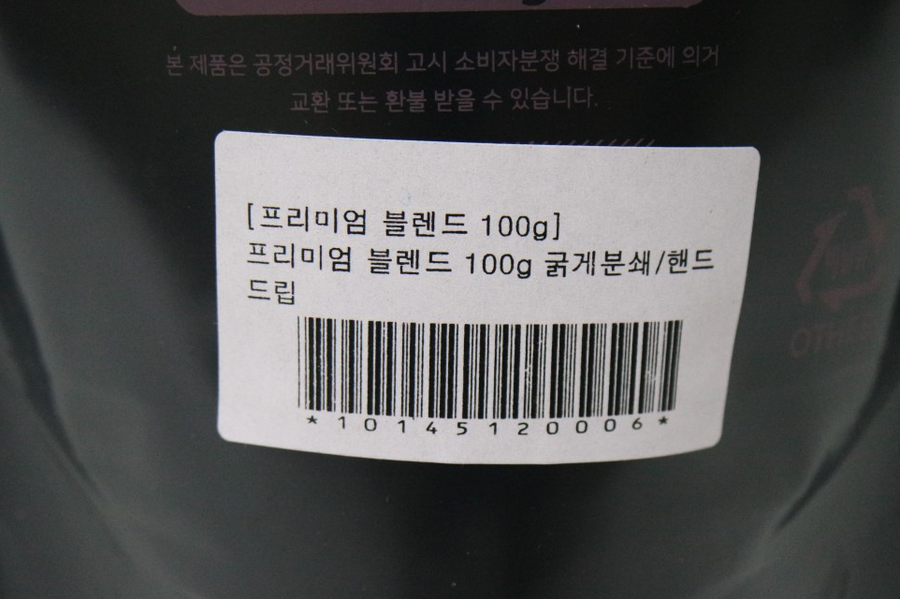 본 제품은 공정거래위원회 고시 소비자분쟁 해결 기준에 의거
교환 또는 환불 받을 수 있습니다.
[프리미엄 블렌드 100g]
프리미엄 블렌드 100g 굵게분쇄/핸드
드립
*10145120006*